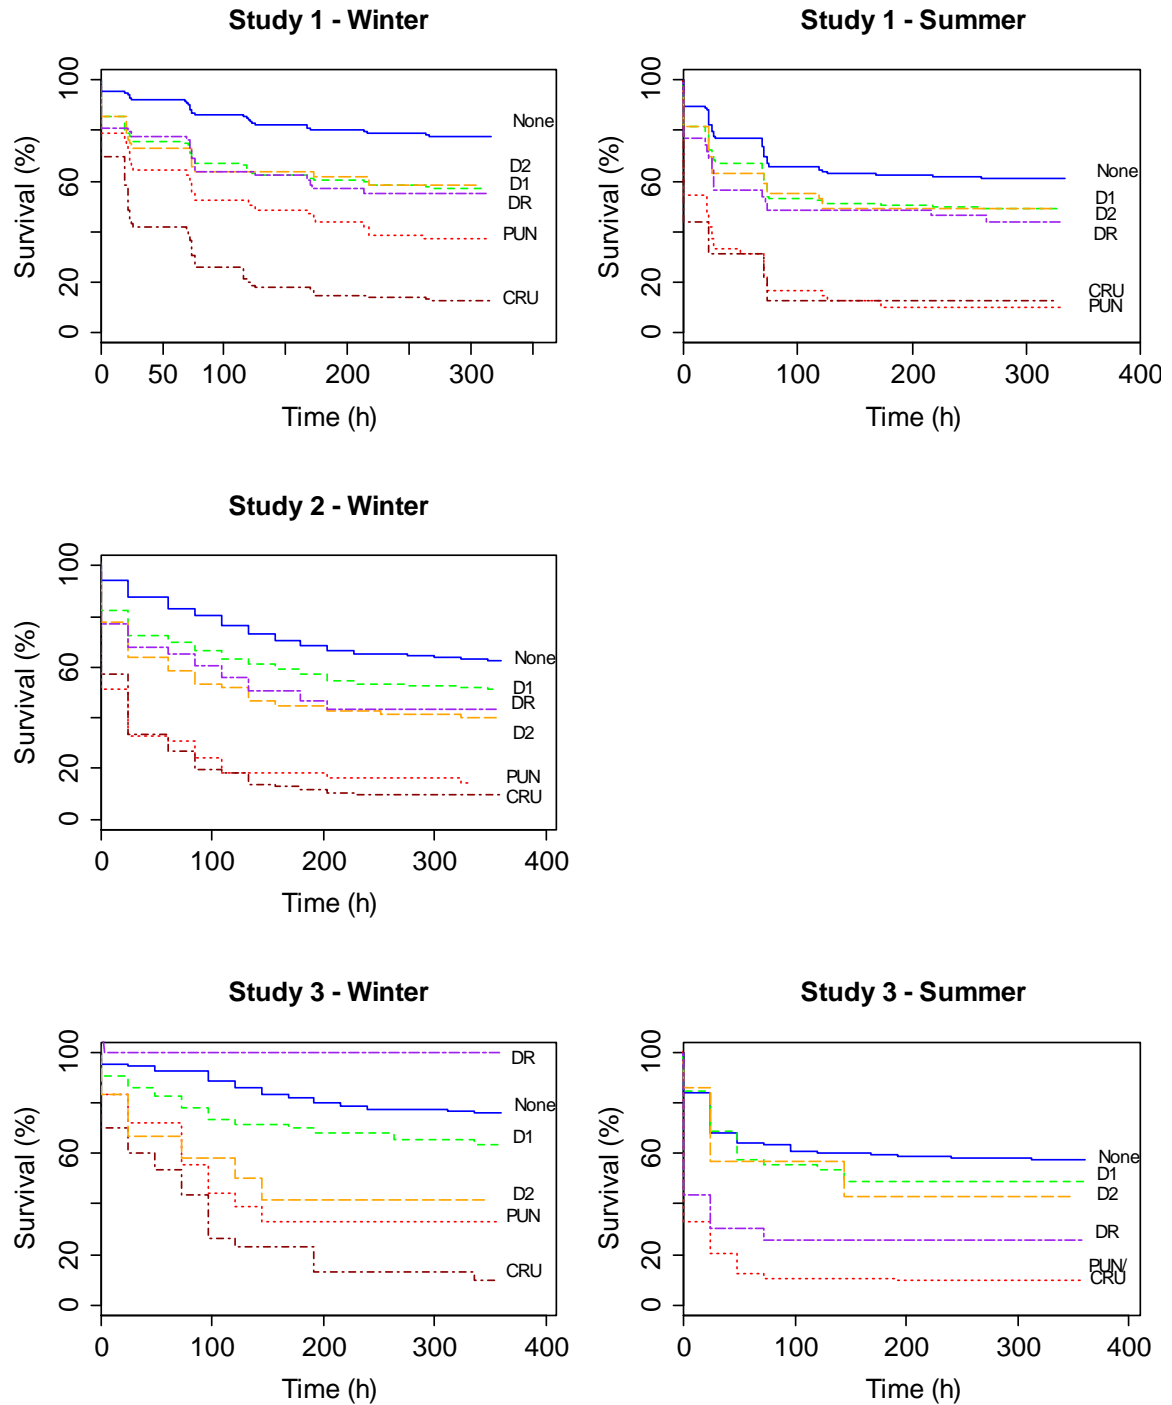 Study 1 - Winter
Survival (%)
100
60
20
0
None
D2
D1
DR
PUN
CRU
0 50 100 200 300
Time (h)
Study 1 - Summer
Survival (%)
100
60
20
0
None
D1
D2
DR
CRU
PUN
0 100 200 300 400
Time (h)
Study 2 - Winter
Survival (%)
100
60
20
0
None
D1
DR
D2
PUN
CRU
0 100 200 300 400
Time (h)
Study 3 - Winter
Survival (%)
100
60
20
0
DR
None
D1
D2
PUN
CRU
0 100 200 300 400
Time (h)
Study 3 - Summer
Survival (%)
100
60
20
0
None
D1
D2
DR
PUN/
CRU
0 100 200 300 400
Time (h)